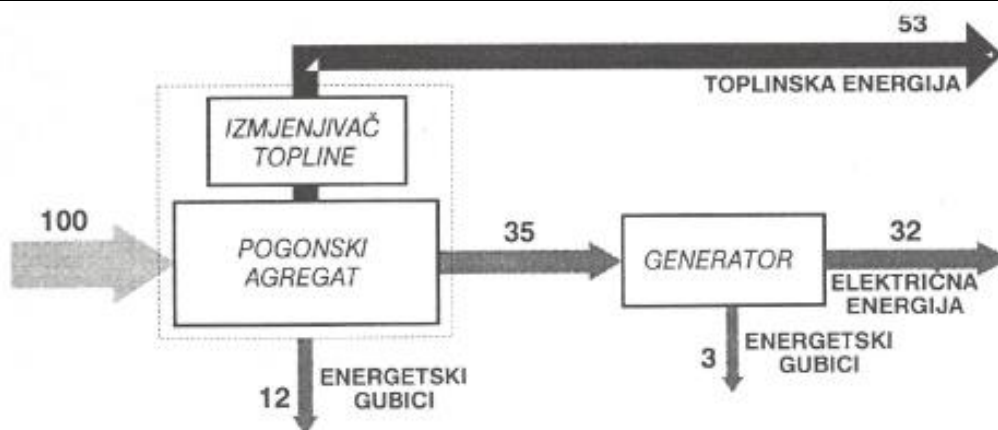 53
TOPLINSKA ENERGIJA
IZMJENJIVAČ
TOPLINE
100
POGONSKI
AGREGAT
35
GENERATOR
32
ELEKTRIČNA
ENERGIJA
12
ENERGETSKI
GUBICI
3
ENERGETSKI
GUBICI